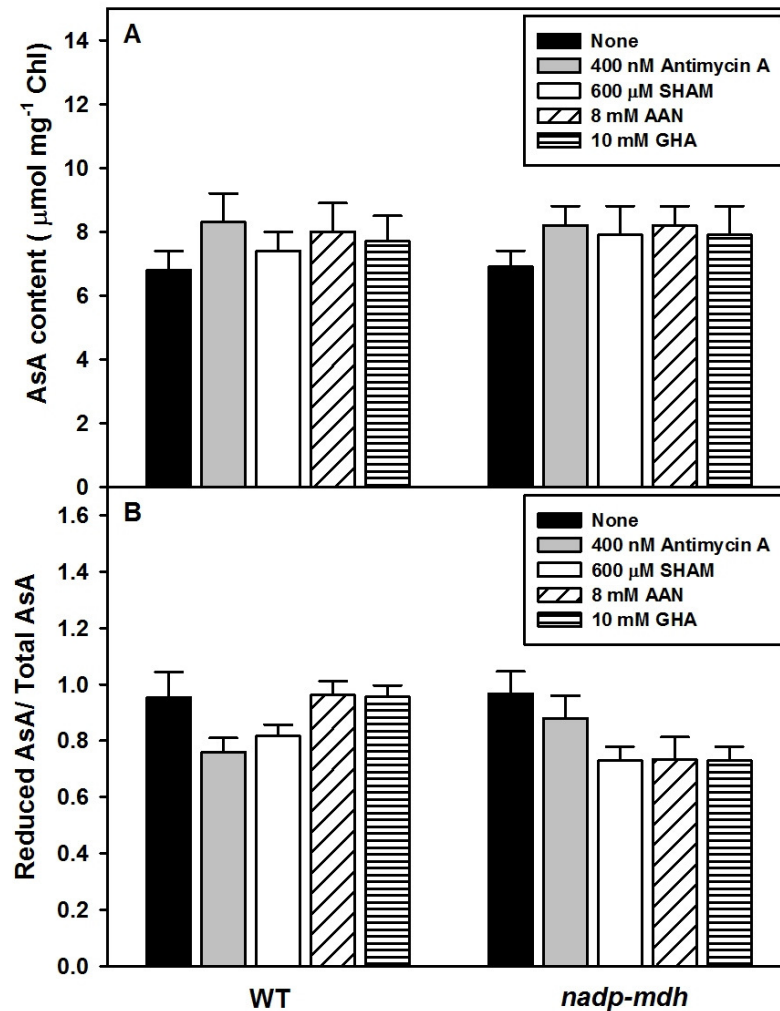 A
None
400 nM Antimycin A
600 μM SHAM
8 mM AAN
10 mM GHA
AsA content ( μmol mg⁻¹ Chl)
14
12
10
8
6
4
2
0
B
None
400 nM Antimycin A
600 μM SHAM
8 mM AAN
10 mM GHA
Reduced AsA/ Total AsA
1.6
1.4
1.2
1.0
0.8
0.6
0.4
0.2
0.0
WT
nadp-mdh